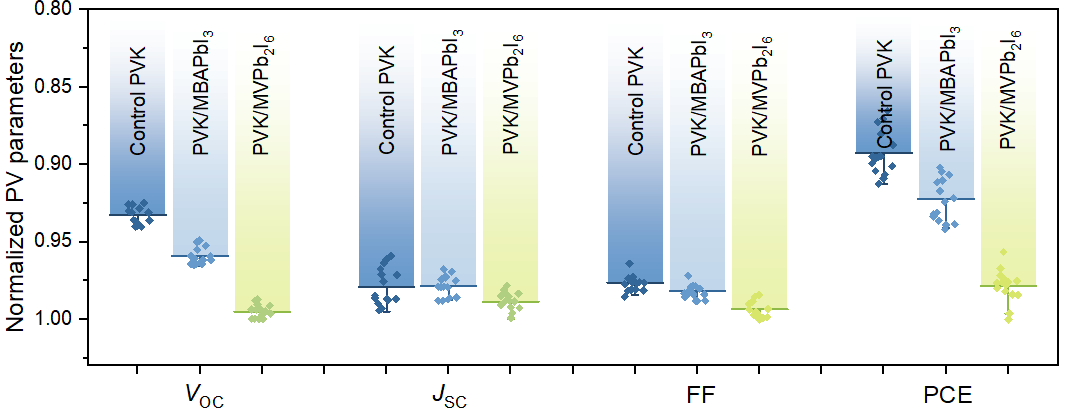 Normalized PV parameters
0.80
0.85
0.90
0.95
1.00
Control PVK
PVK/MBAPbI₃
PVK/MVPb₂I₆
Control PVK
PVK/MBAPbI₃
PVK/MVPb₂I₆
Control PVK
PVK/MBAPbI₃
PVK/MVPb₂I₆
Control PVK
PVK/MBAPbI₃
PVK/MVPb₂I₆
V_OC
J_SC
FF
PCE